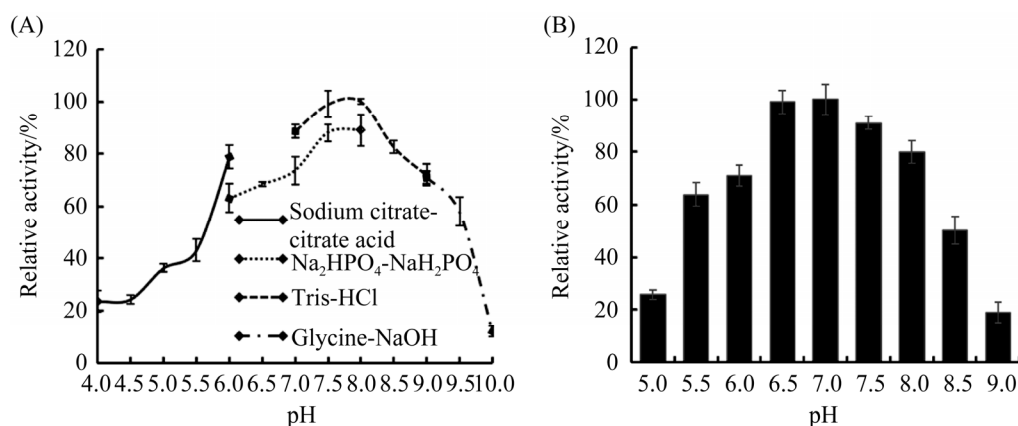 (A)
120
100
80
60
40
20
0
Relative activity/%
Sodium citrate-
citrate acid
Na₂HPO₄-NaH₂PO₄
Tris-HCl
Glycine-NaOH
4.0 4.5 5.0 5.5 6.0 6.5 7.0 7.5 8.0 8.5 9.0 9.5 10.0
pH
(B)
120
100
80
60
40
20
0
Relative activity/%
5.0 5.5 6.0 6.5 7.0 7.5 8.0 8.5 9.0
pH